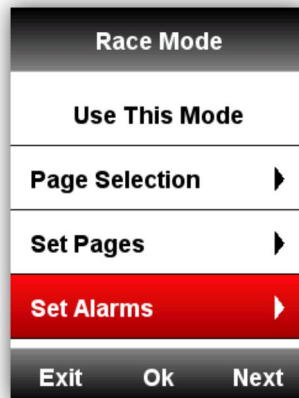 Race Mode
Use This Mode
Page Selection
Set Pages
Set Alarms
Exit Ok Next